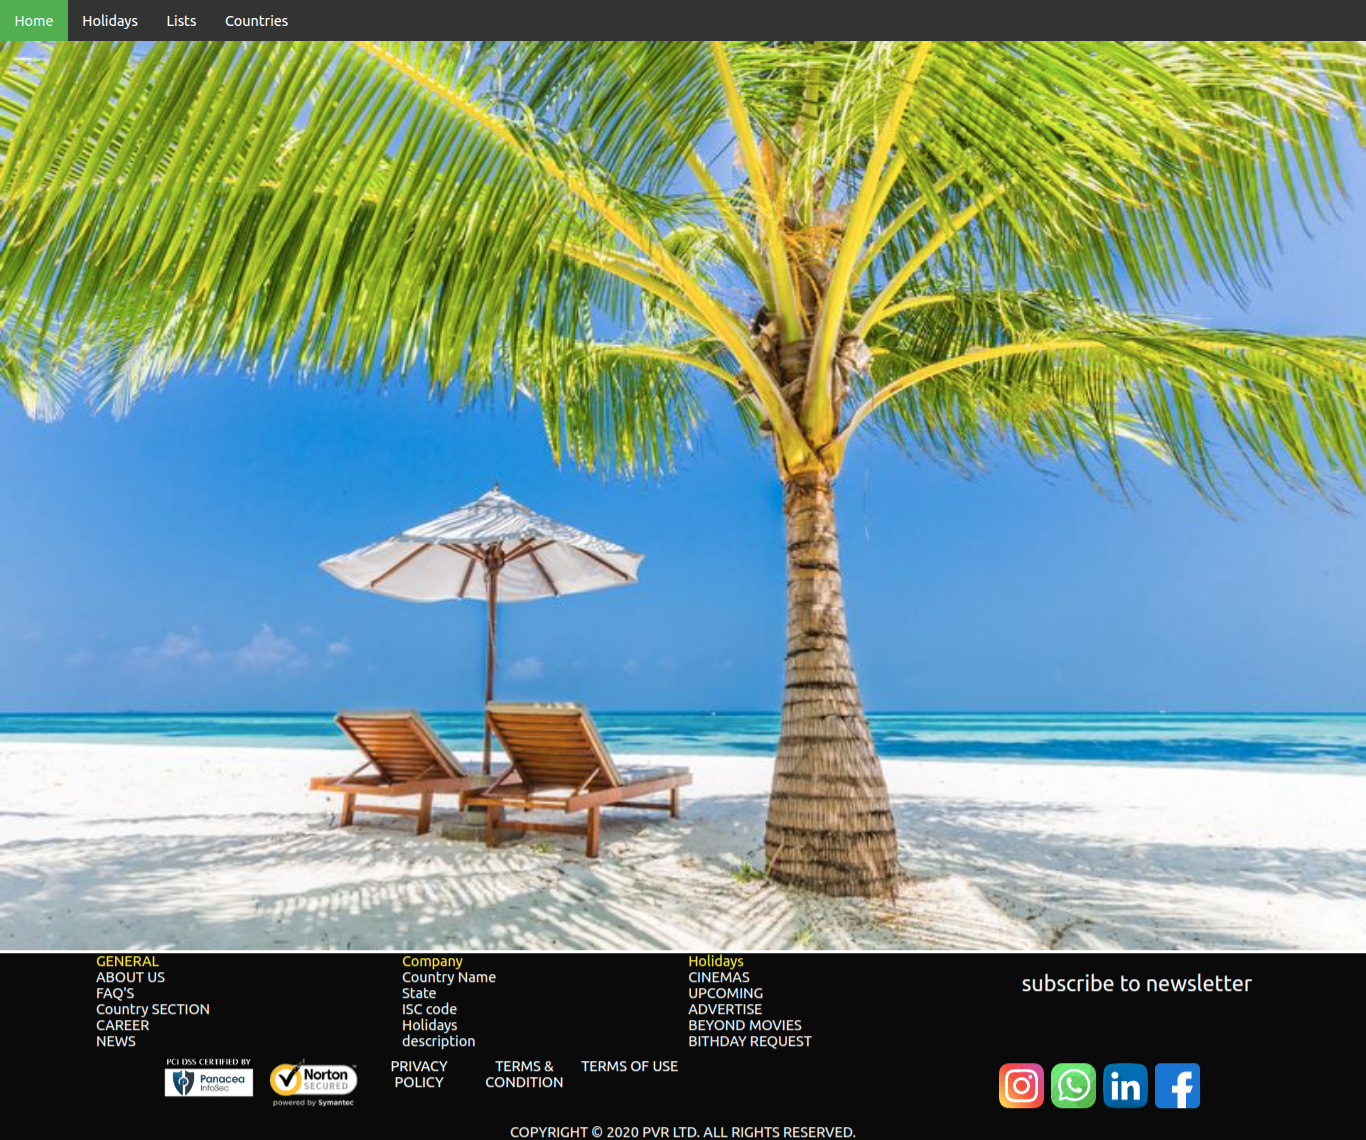 Home Holidays Lists Countries
GENERAL
ABOUT US
FAQ'S
Country SECTION
CAREER
NEWS
Company
Country Name
State
ISC code
Holidays
description
Holidays
CINEMAS
UPCOMING
ADVERTISE
BEYOND MOVIES
BITHDAY REQUEST
subscribe to newsletter
PCI DSS CERTIFIED BY
Panacea
InfoSec
Norton
SECURED
powered by Symantec
PRIVACY
POLICY
TERMS &
CONDITION
TERMS OF USE
in
f
COPYRIGHT © 2020 PVR LTD. ALL RIGHTS RESERVED.